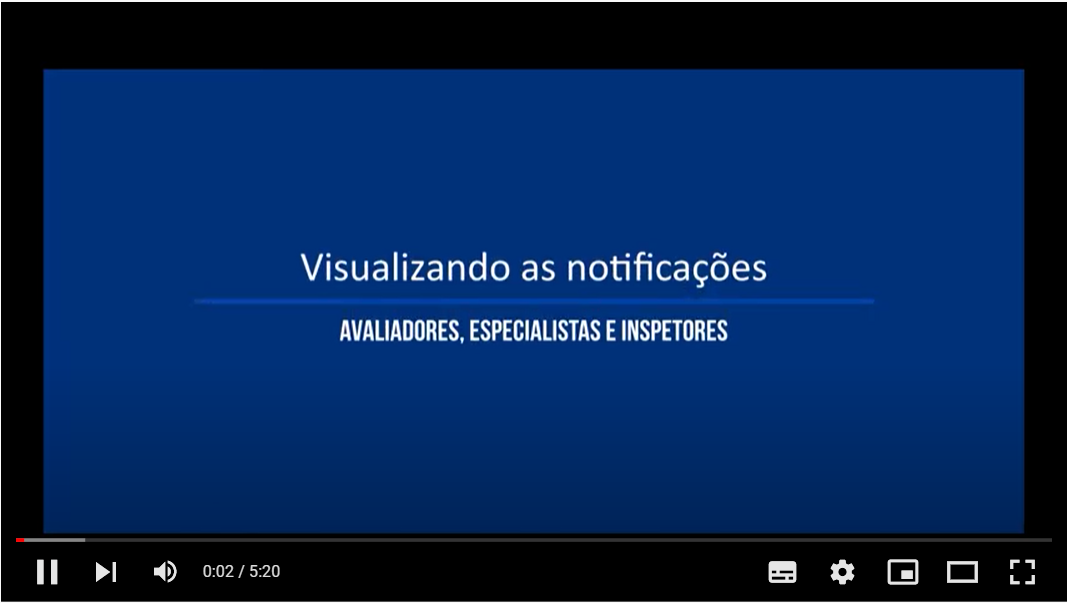 Visualizando as notificações
AVALIADORES, ESPECIALISTAS E INSPETORES
0:02 / 5:20